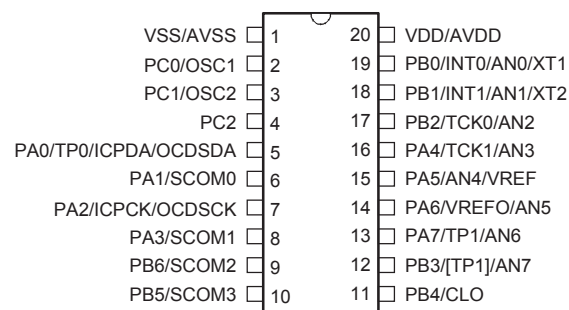 VSS/AVSS 1 20 VDD/AVDD
PC0/OSC1 2 19 PB0/INT0/AN0/XT1
PC1/OSC2 3 18 PB1/INT1/AN1/XT2
PC2 4 17 PB2/TCK0/AN2
PA0/TP0/ICPDA/OCDSDA 5 16 PA4/TCK1/AN3
PA1/SCOM0 6 15 PA5/AN4/VREF
PA2/ICPCK/OCDSCK 7 14 PA6/VREFO/AN5
PA3/SCOM1 8 13 PA7/TP1/AN6
PB6/SCOM2 9 12 PB3/[TP1]/AN7
PB5/SCOM3 10 11 PB4/CLO